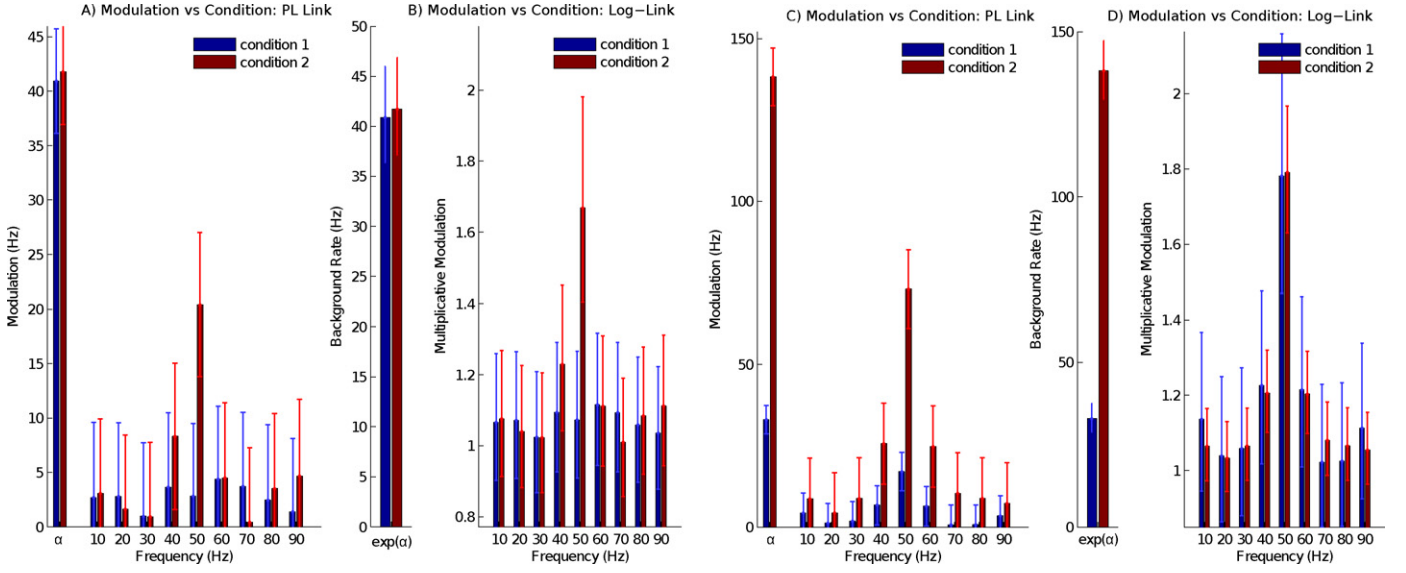 A) Modulation vs Condition: PL Link
condition 1
condition 2
Modulation (Hz)
45
40
35
30
25
20
15
10
5
0
α
10 20 30 40 50 60 70 80 90
Frequency (Hz)
Background Rate (Hz)
50
45
40
35
30
25
20
15
10
5
0
exp(α)
B) Modulation vs Condition: Log−Link
condition 1
condition 2
Multiplicative Modulation
2
1.8
1.6
1.4
1.2
1
0.8
10 20 30 40 50 60 70 80 90
Frequency (Hz)
C) Modulation vs Condition: PL Link
condition 1
condition 2
Modulation (Hz)
150
100
50
0
α
10 20 30 40 50 60 70 80 90
Frequency (Hz)
Background Rate (Hz)
150
100
50
0
exp(α)
D) Modulation vs Condition: Log−Link
condition 1
condition 2
Multiplicative Modulation
2
1.8
1.6
1.4
1.2
1
10 20 30 40 50 60 70 80 90
Frequency (Hz)